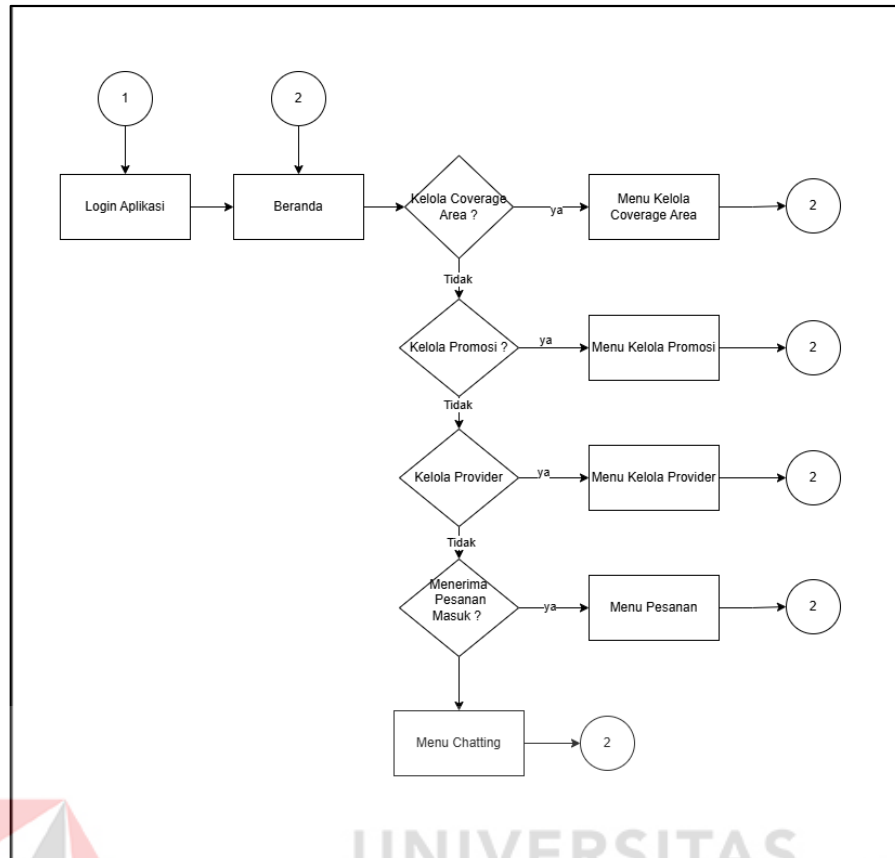 1
2
Login Aplikasi
Beranda
Kelola Coverage
Area ?
ya
Menu Kelola
Coverage Area
2
Tidak
Kelola Promosi ?
ya
Menu Kelola Promosi
2
Tidak
Kelola Provider
ya
Menu Kelola Provider
2
Tidak
Menerima
Pesanan
Masuk ?
ya
Menu Pesanan
2
Menu Chatting
2
UNIVERSITAS